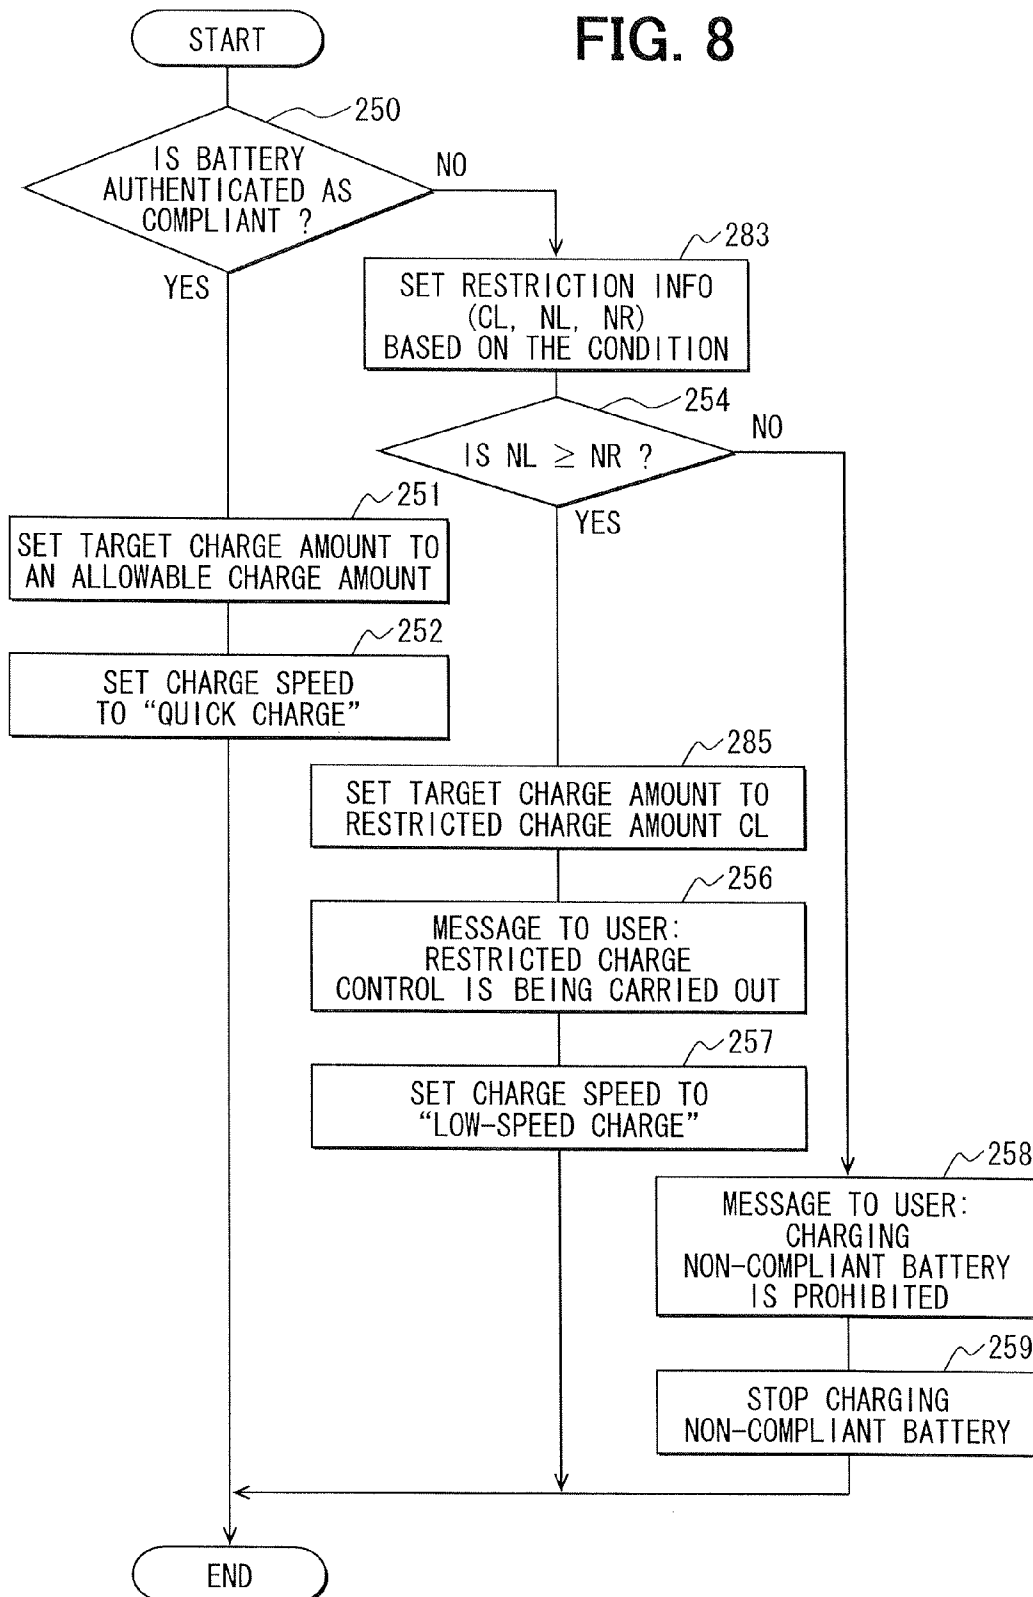 FIG. 8
START
250
IS BATTERY
AUTHENTICATED AS
COMPLIANT ?
NO
YES
283
SET RESTRICTION INFO
(CL, NL, NR)
BASED ON THE CONDITION
254
IS NL ≥ NR ?
NO
YES
251
SET TARGET CHARGE AMOUNT TO
AN ALLOWABLE CHARGE AMOUNT
252
SET CHARGE SPEED
TO “QUICK CHARGE”
285
SET TARGET CHARGE AMOUNT TO
RESTRICTED CHARGE AMOUNT CL
256
MESSAGE TO USER:
RESTRICTED CHARGE
CONTROL IS BEING CARRIED OUT
257
SET CHARGE SPEED TO
“LOW-SPEED CHARGE”
258
MESSAGE TO USER:
CHARGING
NON-COMPLIANT BATTERY
IS PROHIBITED
259
STOP CHARGING
NON-COMPLIANT BATTERY
END